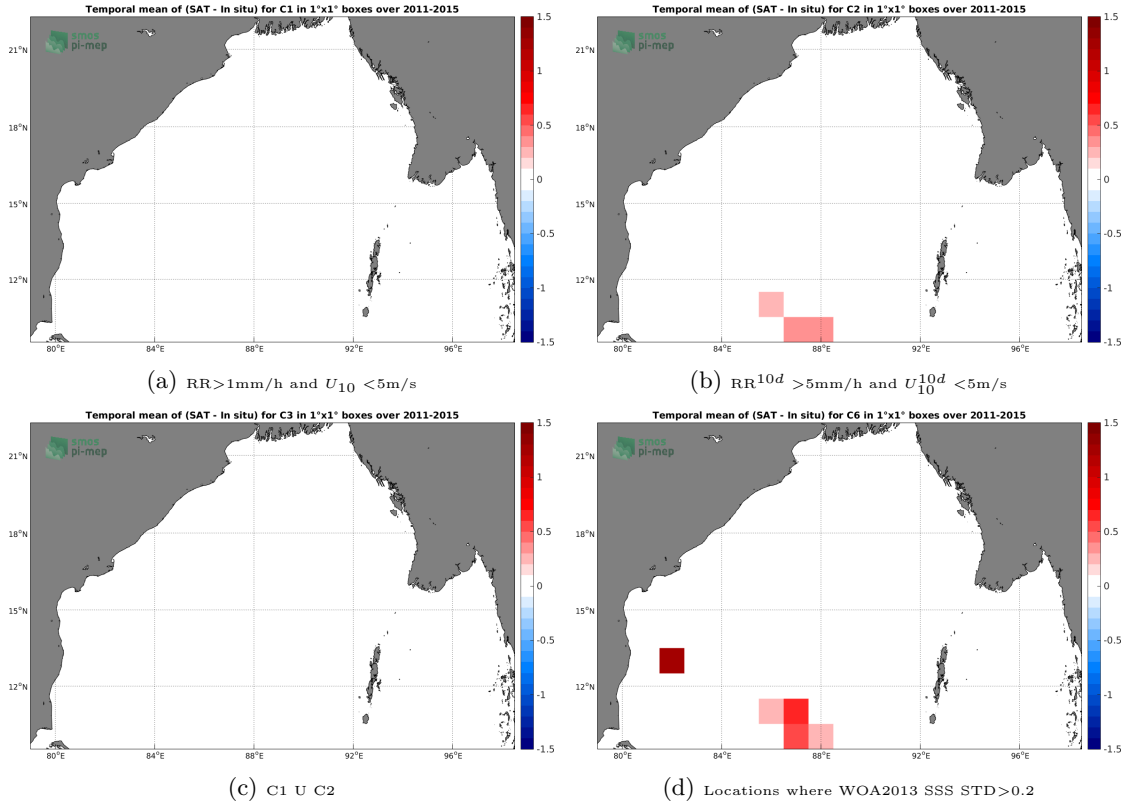 Temporal mean of (SAT - In situ) for C1 in 1°x1° boxes over 2011-2015
smos
pi-mep
21°N
18°N
15°N
12°N
80°E 84°E 88°E 92°E 96°E
1.5
1
0.5
0
-0.5
-1
-1.5
(a) RR>1mm/h and U10 <5m/s
Temporal mean of (SAT - In situ) for C2 in 1°x1° boxes over 2011-2015
smos
pi-mep
21°N
18°N
15°N
12°N
80°E 84°E 88°E 92°E 96°E
1.5
1
0.5
0
-0.5
-1
-1.5
(b) RR10d >5mm/h and U10d10 <5m/s
Temporal mean of (SAT - In situ) for C3 in 1°x1° boxes over 2011-2015
smos
pi-mep
21°N
18°N
15°N
12°N
80°E 84°E 88°E 92°E 96°E
1.5
1
0.5
0
-0.5
-1
-1.5
(c) C1 U C2
Temporal mean of (SAT - In situ) for C6 in 1°x1° boxes over 2011-2015
smos
pi-mep
21°N
18°N
15°N
12°N
80°E 84°E 88°E 92°E 96°E
1.5
1
0.5
0
-0.5
-1
-1.5
(d) Locations where WOA2013 SSS STD>0.2